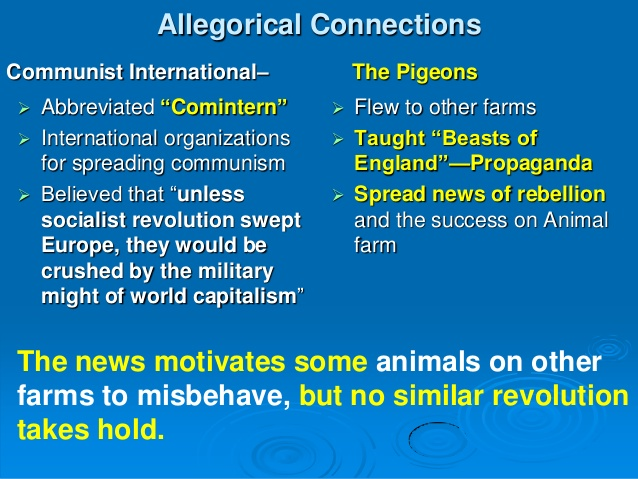 Allegorical Connections
Communist International–
➢ Abbreviated “Comintern”
➢ International organizations
for spreading communism
➢ Believed that “unless
socialist revolution swept
Europe, they would be
crushed by the military
might of world capitalism”
The Pigeons
➢ Flew to other farms
➢ Taught “Beasts of
England”—Propaganda
➢ Spread news of rebellion
and the success on Animal
farm
The news motivates some animals on other
farms to misbehave, but no similar revolution
takes hold.